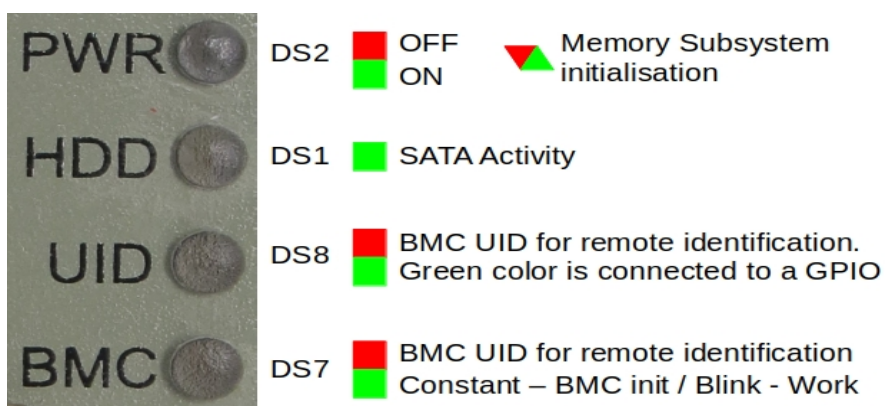 PWR DS2 OFF Memory Subsystem
ON initialisation
HDD DS1 SATA Activity
UID DS8 BMC UID for remote identification.
Green color is connected to a GPIO
BMC DS7 BMC UID for remote identification
Constant – BMC init / Blink - Work